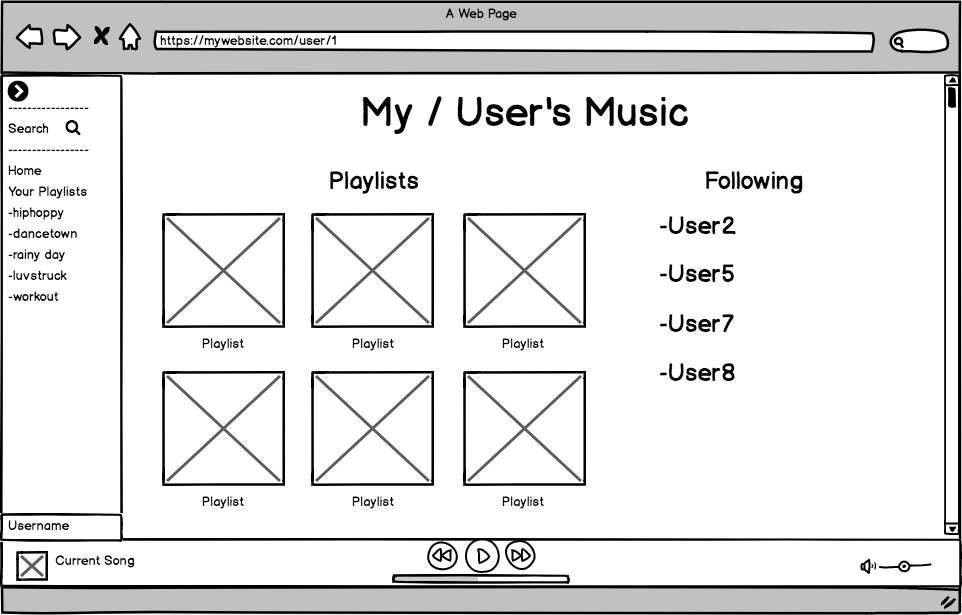 A Web Page
https://mywebsite.com/user/1
-----------------
Search
-----------------
Home
Your Playlists
-hiphoppy
-dancetown
-rainy day
-luvstruck
-workout
Username
My / User's Music
Playlists
Playlist Playlist Playlist
Playlist Playlist Playlist
Following
-User2
-User5
-User7
-User8
Current Song